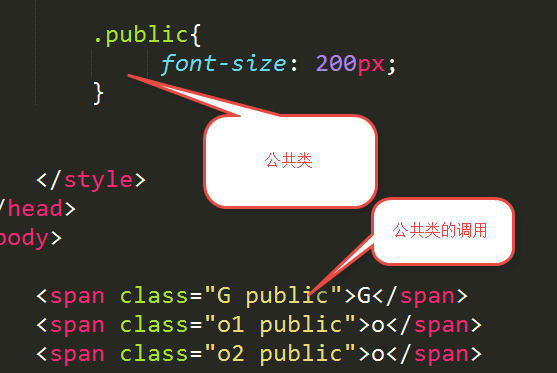 .public{
font-size: 200px;
}
公共类
</style>
/head>
body>
公共类的调用
<span class="G public">G</span>
<span class="o1 public">o</span>
<span class="o2 public">o</span>